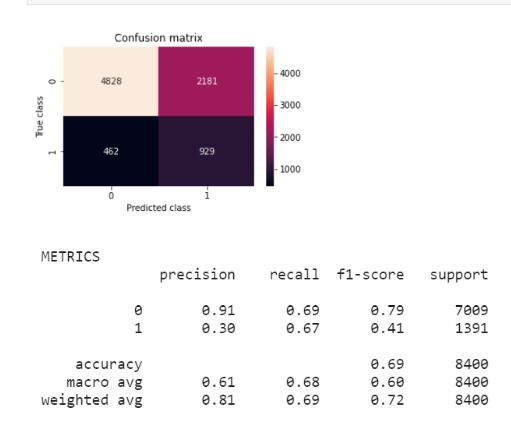 Confusion matrix
0
4828 2181
4000
3000
True class
2000
1
462 929
1000
0 1
Predicted class
METRICS
precision recall f1-score support
0 0.91 0.69 0.79 7009
1 0.30 0.67 0.41 1391
accuracy 0.69 8400
macro avg 0.61 0.68 0.60 8400
weighted avg 0.81 0.69 0.72 8400